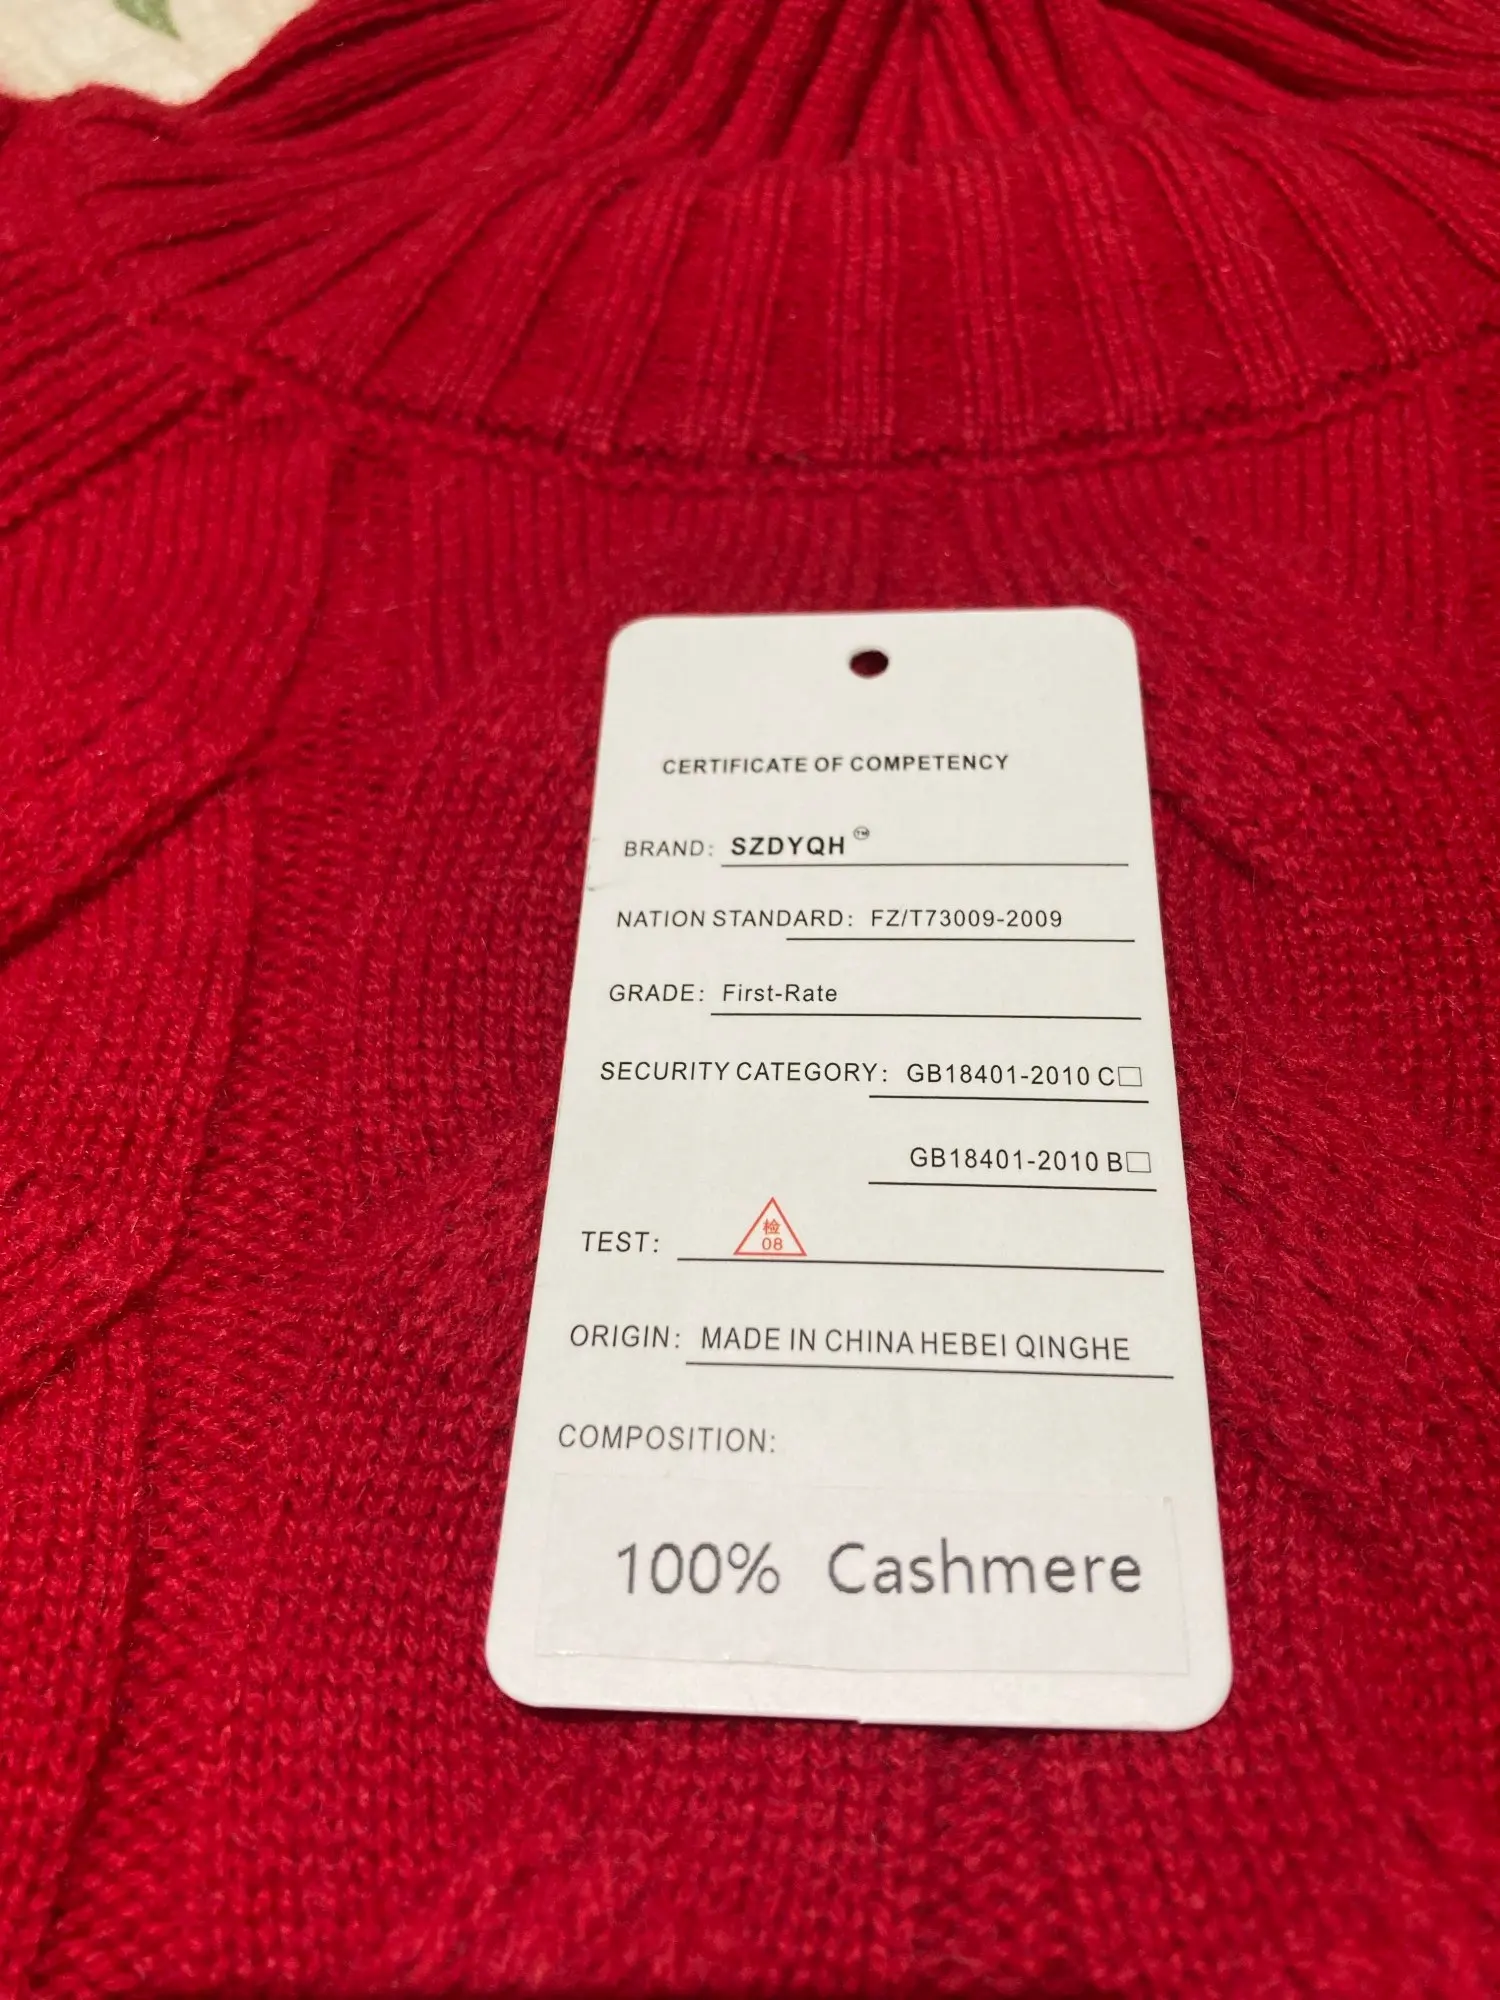 CERTIFICATE OF COMPETENCY
BRAND: SZDYQH ™
NATION STANDARD: FZ/T73009-2009
GRADE: First-Rate
SECURITY CATEGORY: GB18401-2010 C□
GB18401-2010 B□
TEST: 检
08
ORIGIN: MADE IN CHINA HEBEI QINGHE
COMPOSITION:
100% Cashmere